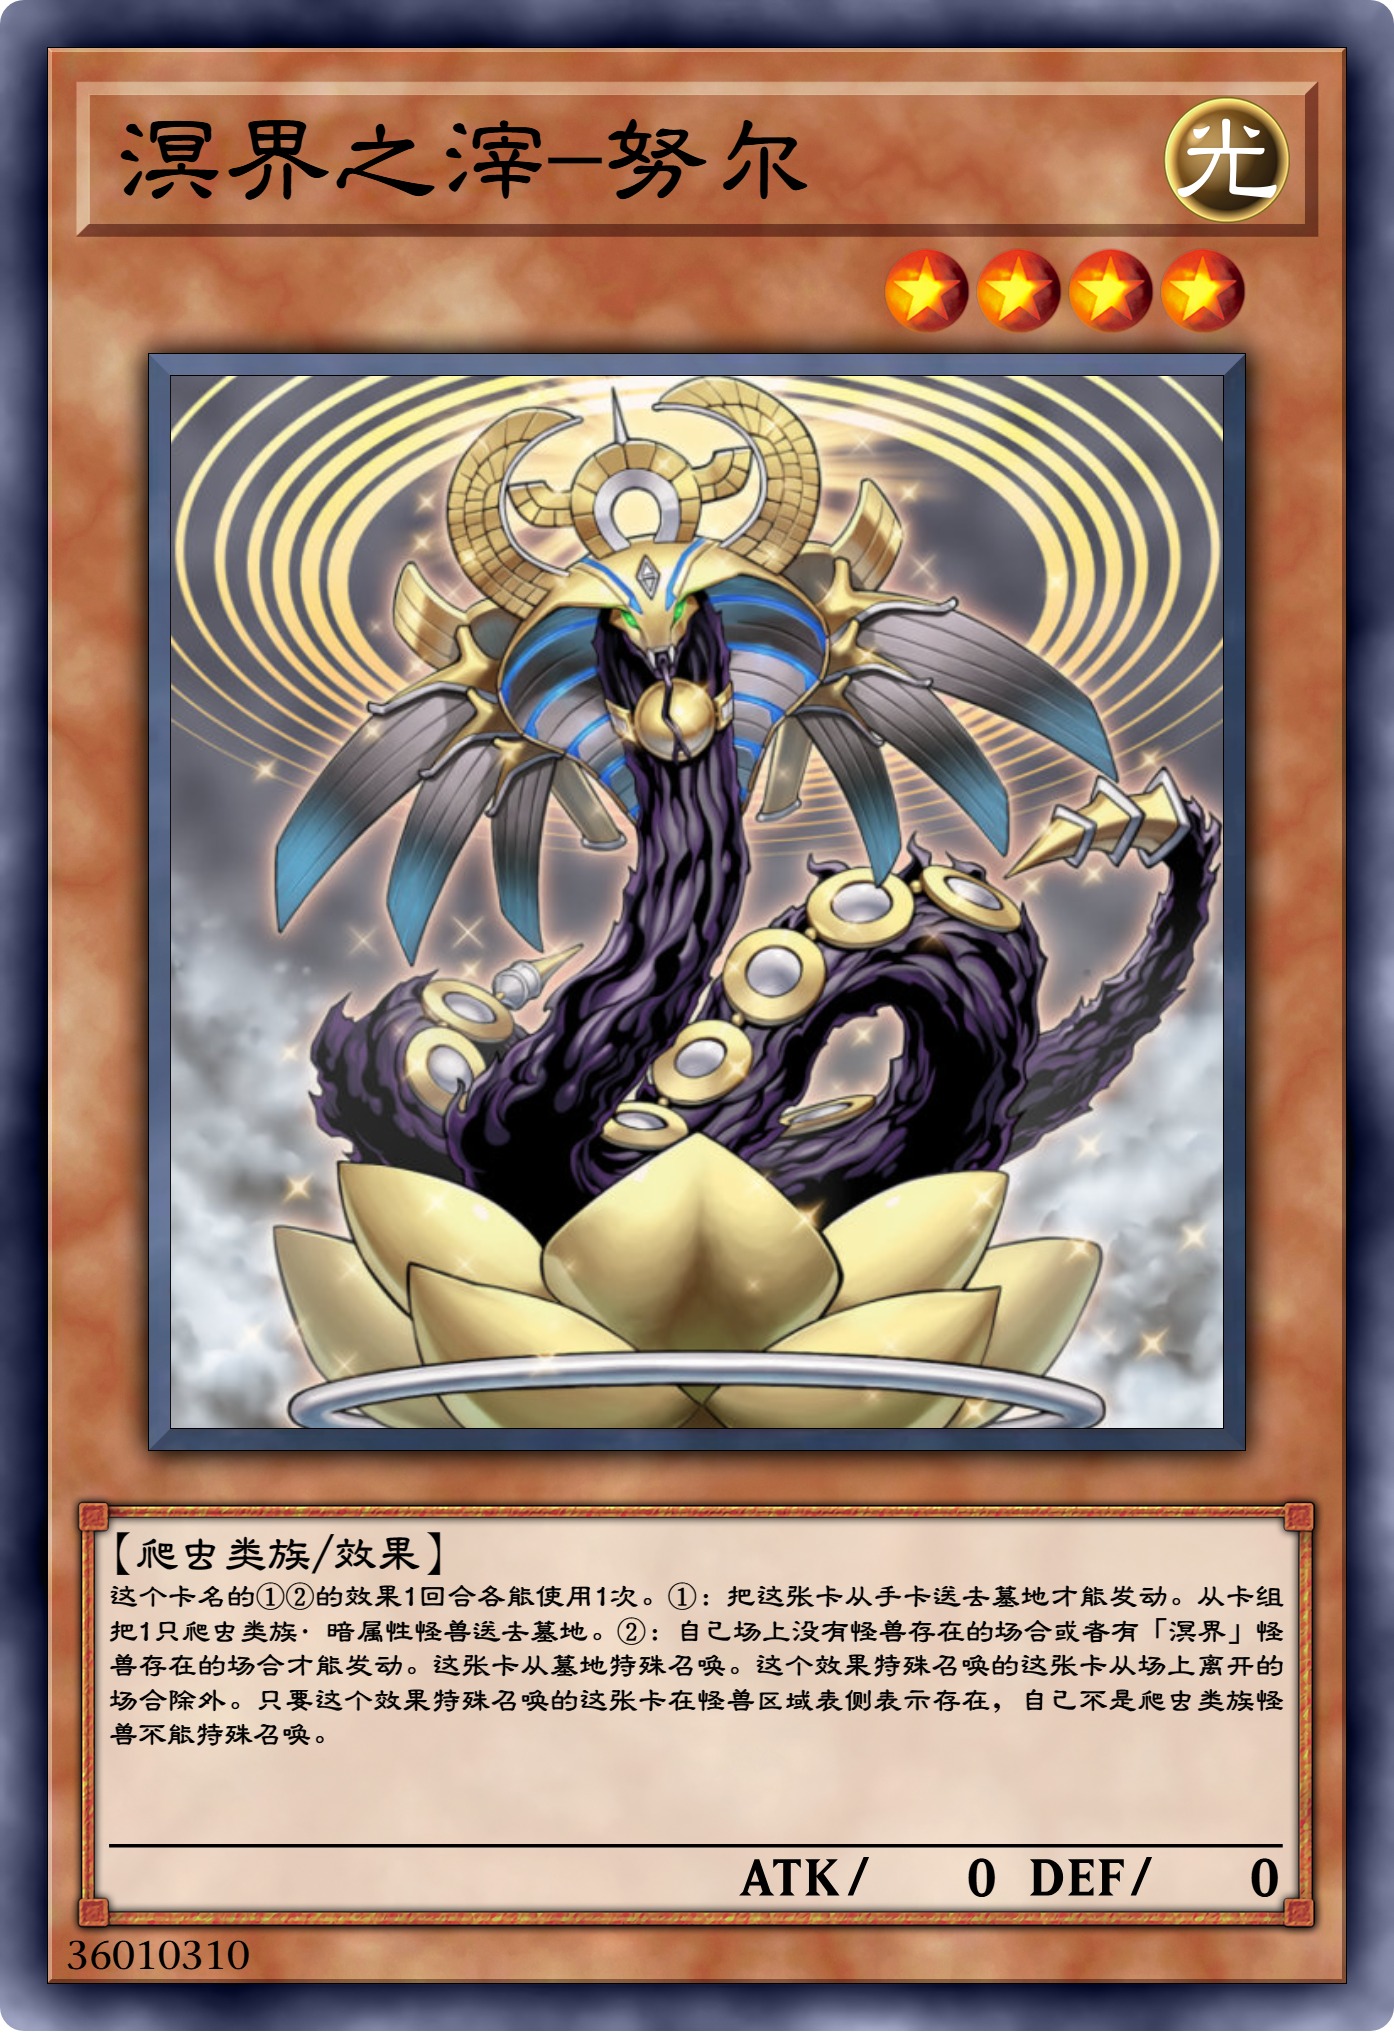 溟界之滓-努尔
光
【爬虫类族/效果】
这个卡名的①②的效果1回合各能使用1次。①：把这张卡从手卡送去墓地才能发动。从卡组
把1只爬虫类族·暗属性怪兽送去墓地。②：自己场上没有怪兽存在的场合或者有「溟界」怪
兽存在的场合才能发动。这张卡从墓地特殊召唤。这个效果特殊召唤的这张卡从场上离开的
场合除外。只要这个效果特殊召唤的这张卡在怪兽区域表侧表示存在，自己不是爬虫类族怪
兽不能特殊召唤。
ATK/ 0 DEF/ 0
36010310